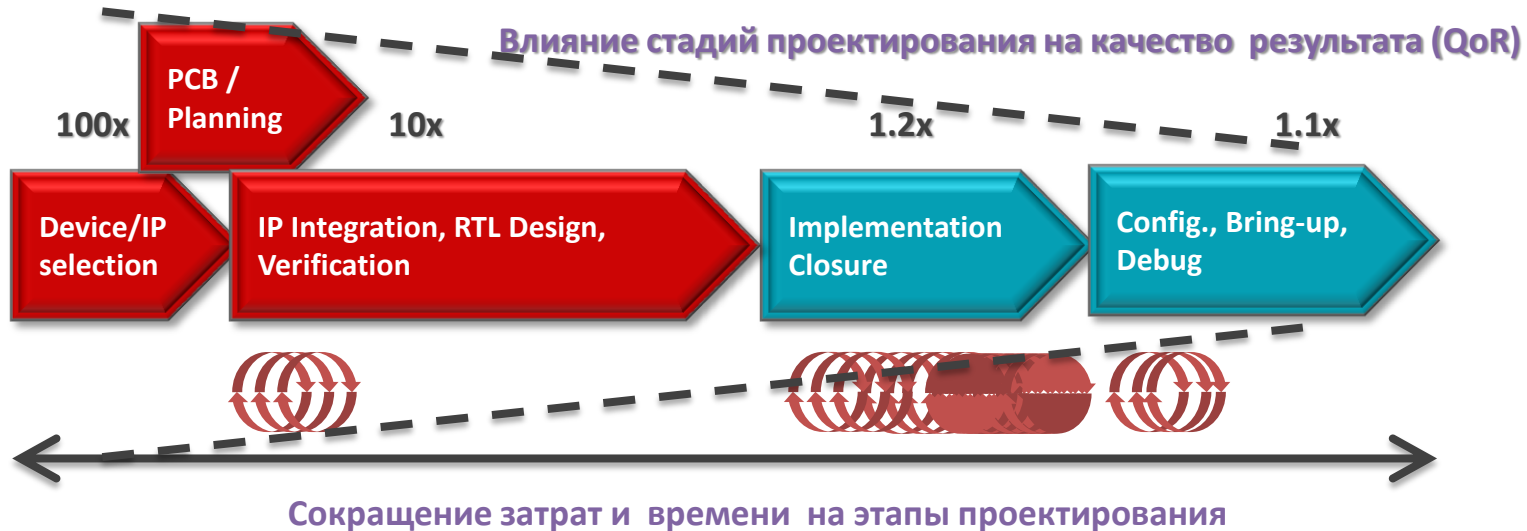 Влияние стадий проектирования на качество результата (QoR)
PCB /
Planning
100x
10x
1.2x
1.1x
Device/IP
selection
IP Integration, RTL Design,
Verification
Implementation
Closure
Config., Bring-up,
Debug
Сокращение затрат и времени на этапы проектирования